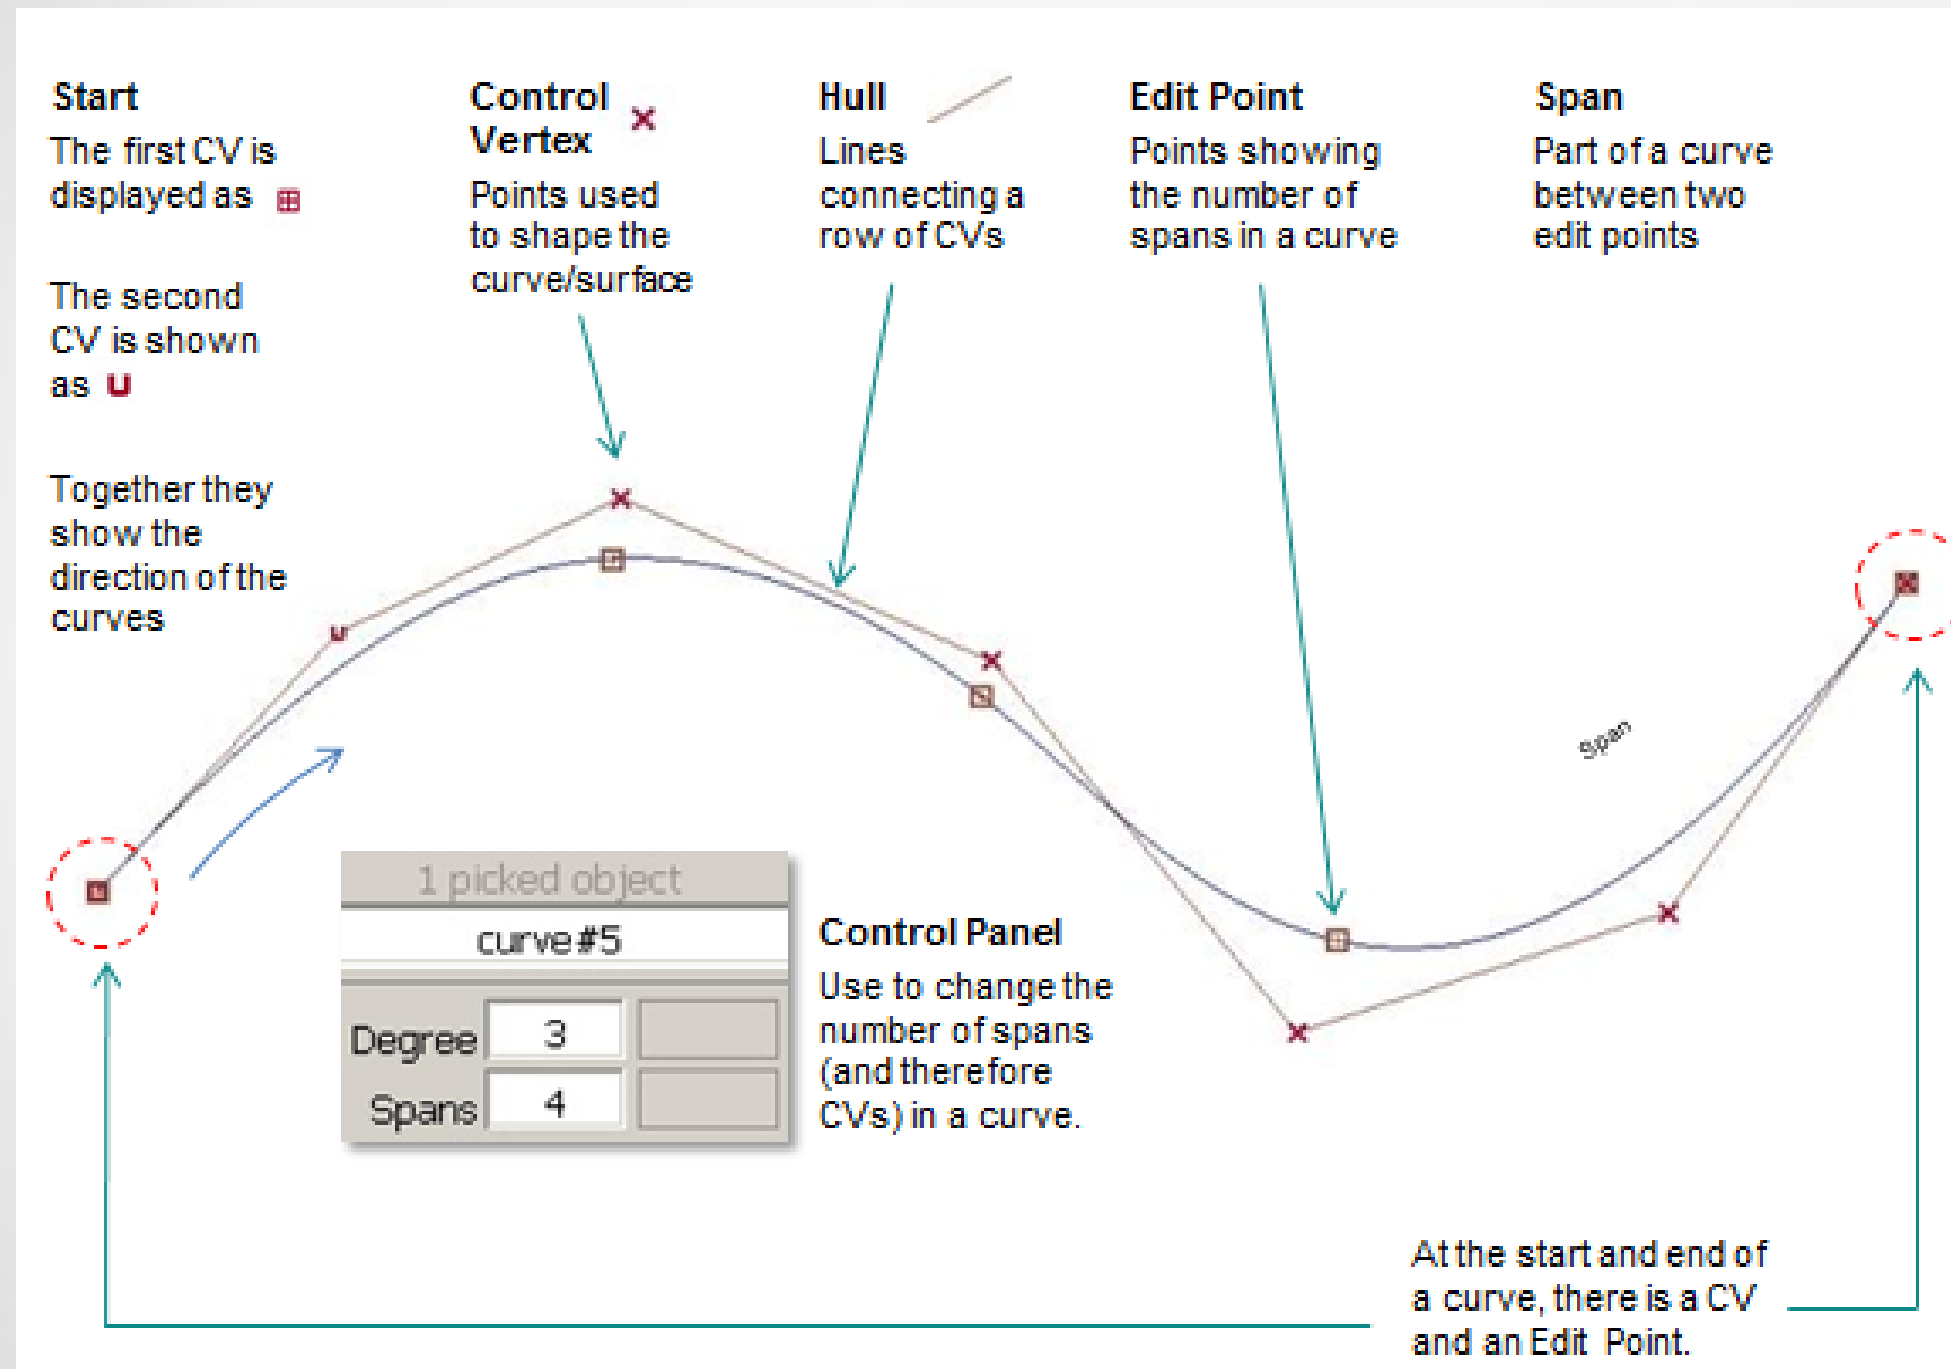 Start
The first CV is
displayed as
The second
CV is shown
as U
Together they
show the
direction of the
curves
Control
Vertex
Points used
to shape the
curve/surface
Hull
Lines
connecting a
row of CVs
Edit Point
Points showing
the number of
spans in a curve
Span
Part of a curve
between two
edit points
Span
1 picked object
curve#5
Degree 3
Spans 4
Control Panel
Use to change the
number of spans
(and therefore
CVs) in a curve.
At the start and end of
a curve, there is a CV
and an Edit Point.